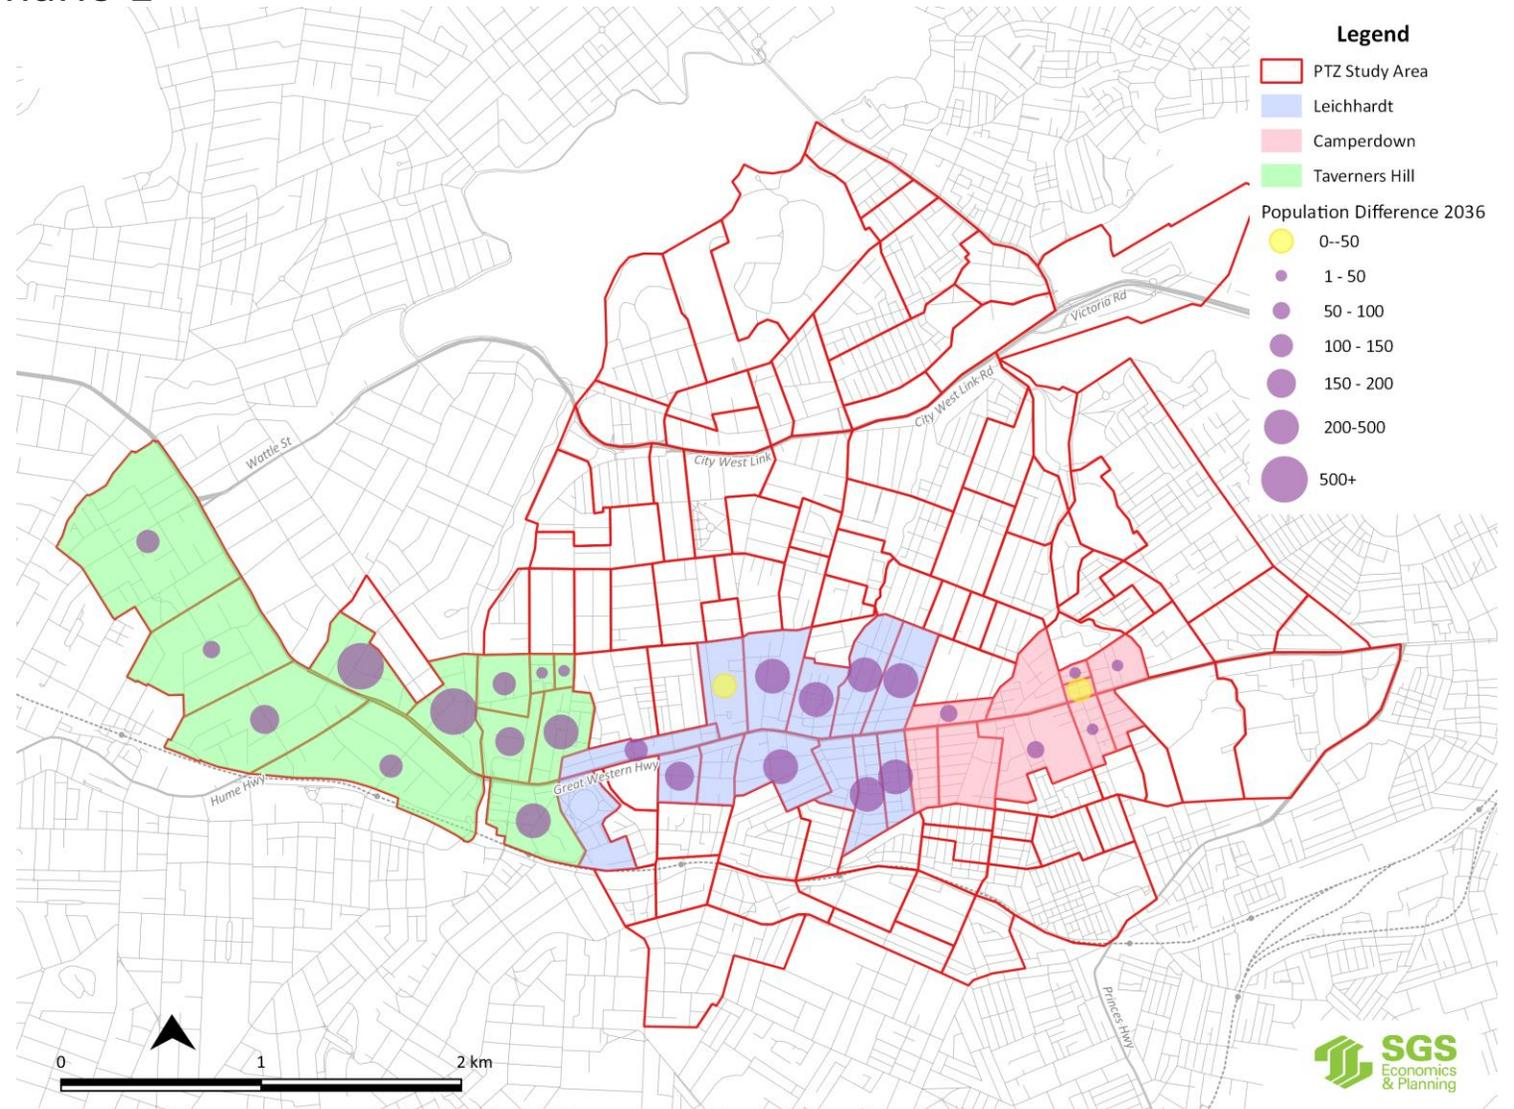 Legend
PTZ Study Area
Leichhardt
Camperdown
Taverners Hill
Population Difference 2036
0--50
1 - 50
50 - 100
100 - 150
150 - 200
200-500
500+
Victoria Rd
City West Link Rd
City West Link
Wattle St
Great Western Hwy
Hume Hwy
Princes Hwy
0 1 2 km
SGS
Economics
& Planning